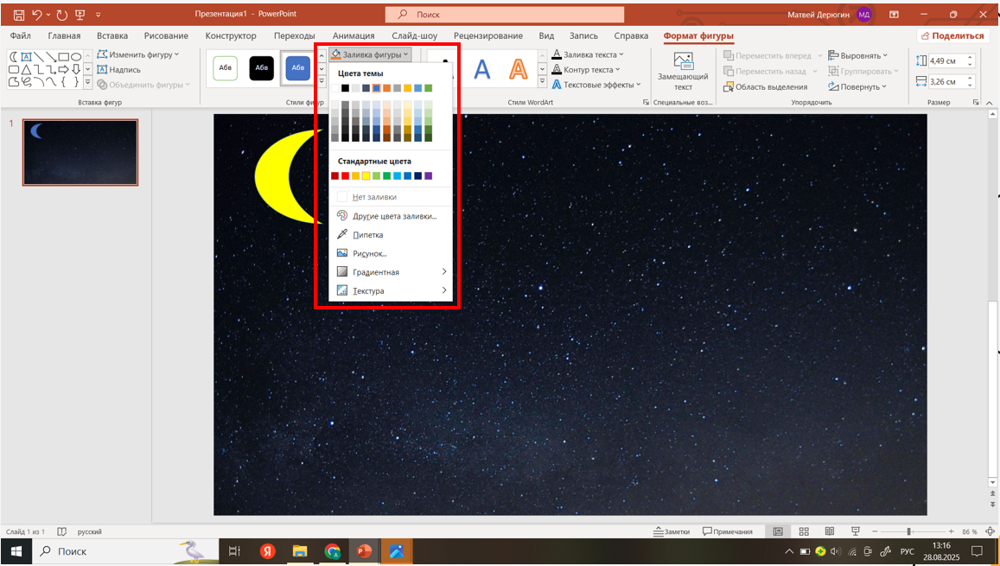 Презентация1 - PowerPoint
Поиск
Матвей Дерюгин
МД
Файл Главная Вставка Рисование Конструктор Переходы Анимация Слайд-шоу Рецензирование Вид Запись Справка Формат фигуры
Поделиться
Изменить фигуру
Надпись
Объединить фигуры
Вставка фигур
Абв Абв Абв
Стили фигур
Заливка фигуры
Цвета темы
Стандартные цвета
Нет заливки
Другие цвета заливки...
Пипетка
Рисунок...
Градиентная
Текстура
A A
Заливка текста
Контур текста
Текстовые эффекты
Стили WordArt
Замещающий
текст
Специальные воз...
Переместить вперед
Переместить назад
Область выделения
Выровнять
Группировать
Повернуть
Упорядочить
4,49 см
3,26 см
Размер
1
Слайд 1 из 1
русский
Заметки
Примечания
86 %
Поиск
Я
РУС
13:16
28.08.2025